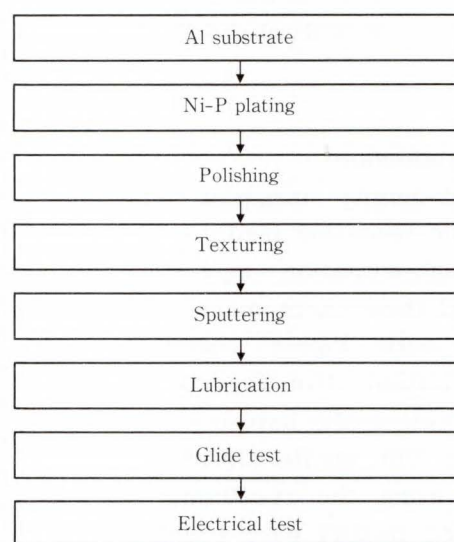 Al substrate
Ni-P plating
Polishing
Texturing
Sputtering
Lubrication
Glide test
Electrical test